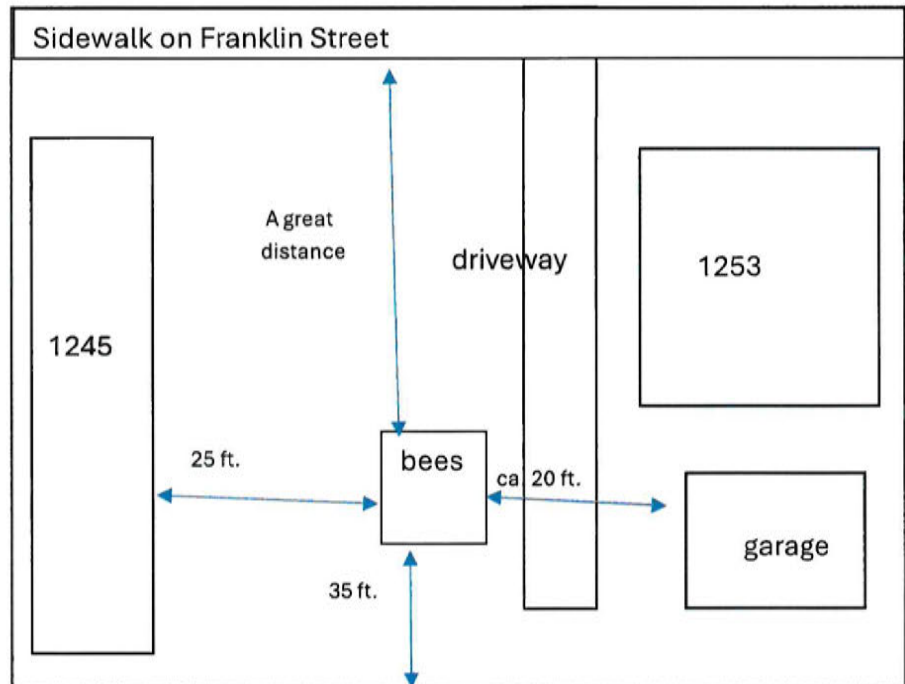 Sidewalk on Franklin Street
A great
distance
driveway
1253
1245
25 ft.
bees
ca. 20 ft.
garage
35 ft.